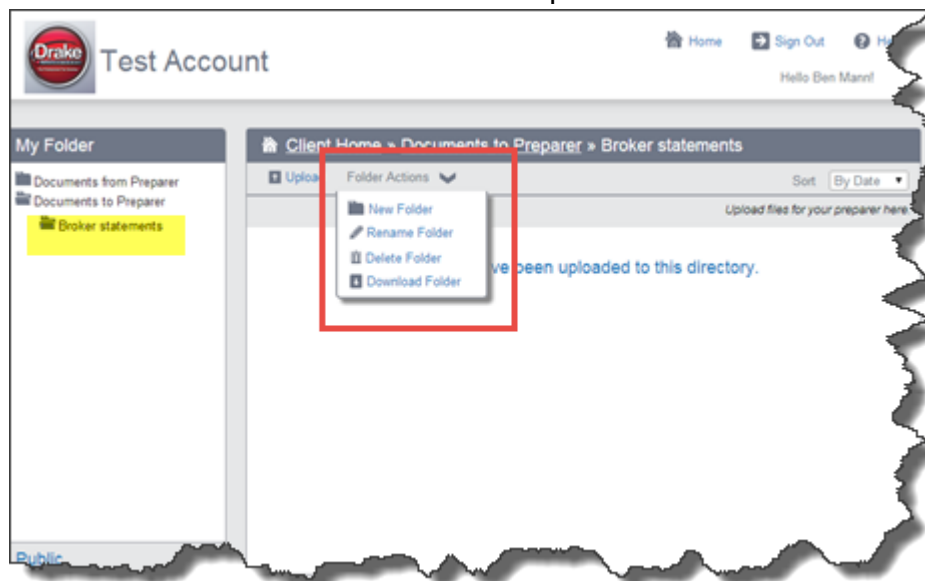 Drake
Test Account
Home
Sign Out
Hello Ben Mann!
My Folder
Documents from Preparer
Documents to Preparer
Broker statements
Client Home » Documents to Preparer » Broker statements
Folder Actions
Sort By Date
Upload files for your preparer here.
New Folder
Rename Folder
Delete Folder
Download Folder
been uploaded to this directory.
Public